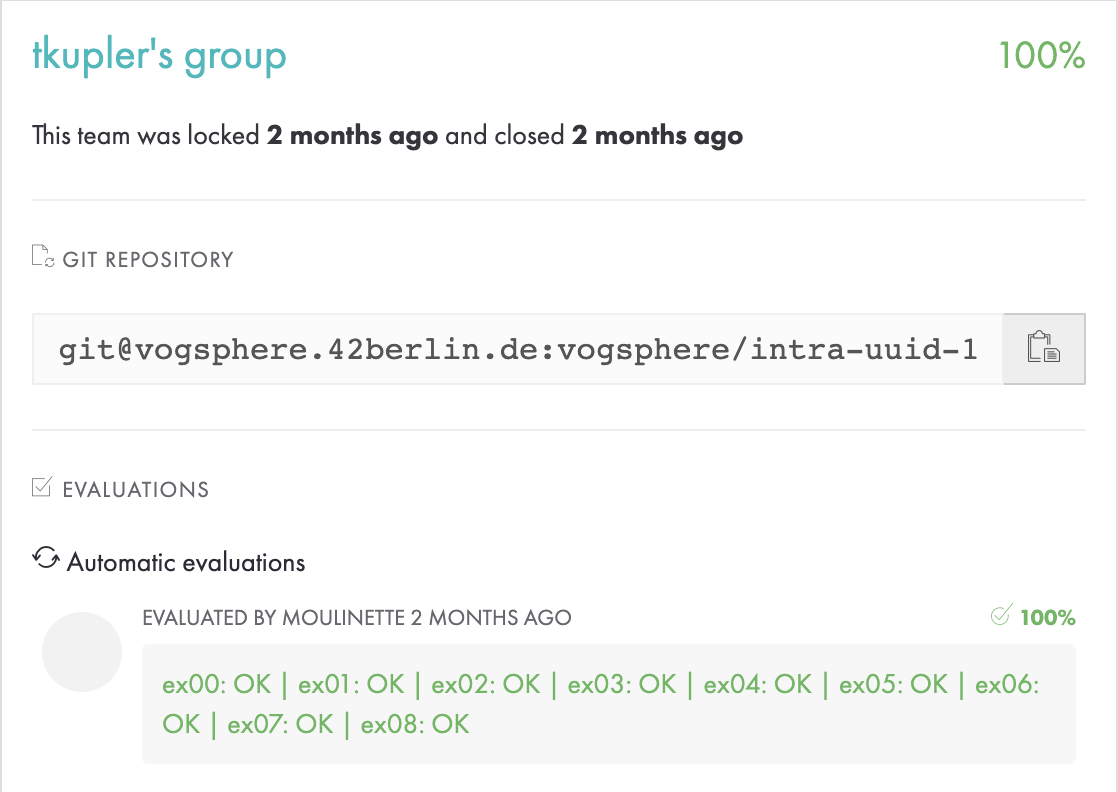 tkupler's group
100%
This team was locked 2 months ago and closed 2 months ago
GIT REPOSITORY
git@vogsphere.42berlin.de:vogsphere/intra-uuid-1
EVALUATIONS
Automatic evaluations
EVALUATED BY MOULINETTE 2 MONTHS AGO
100%
ex00: OK | ex01: OK | ex02: OK | ex03: OK | ex04: OK | ex05: OK | ex06:
OK | ex07: OK | ex08: OK